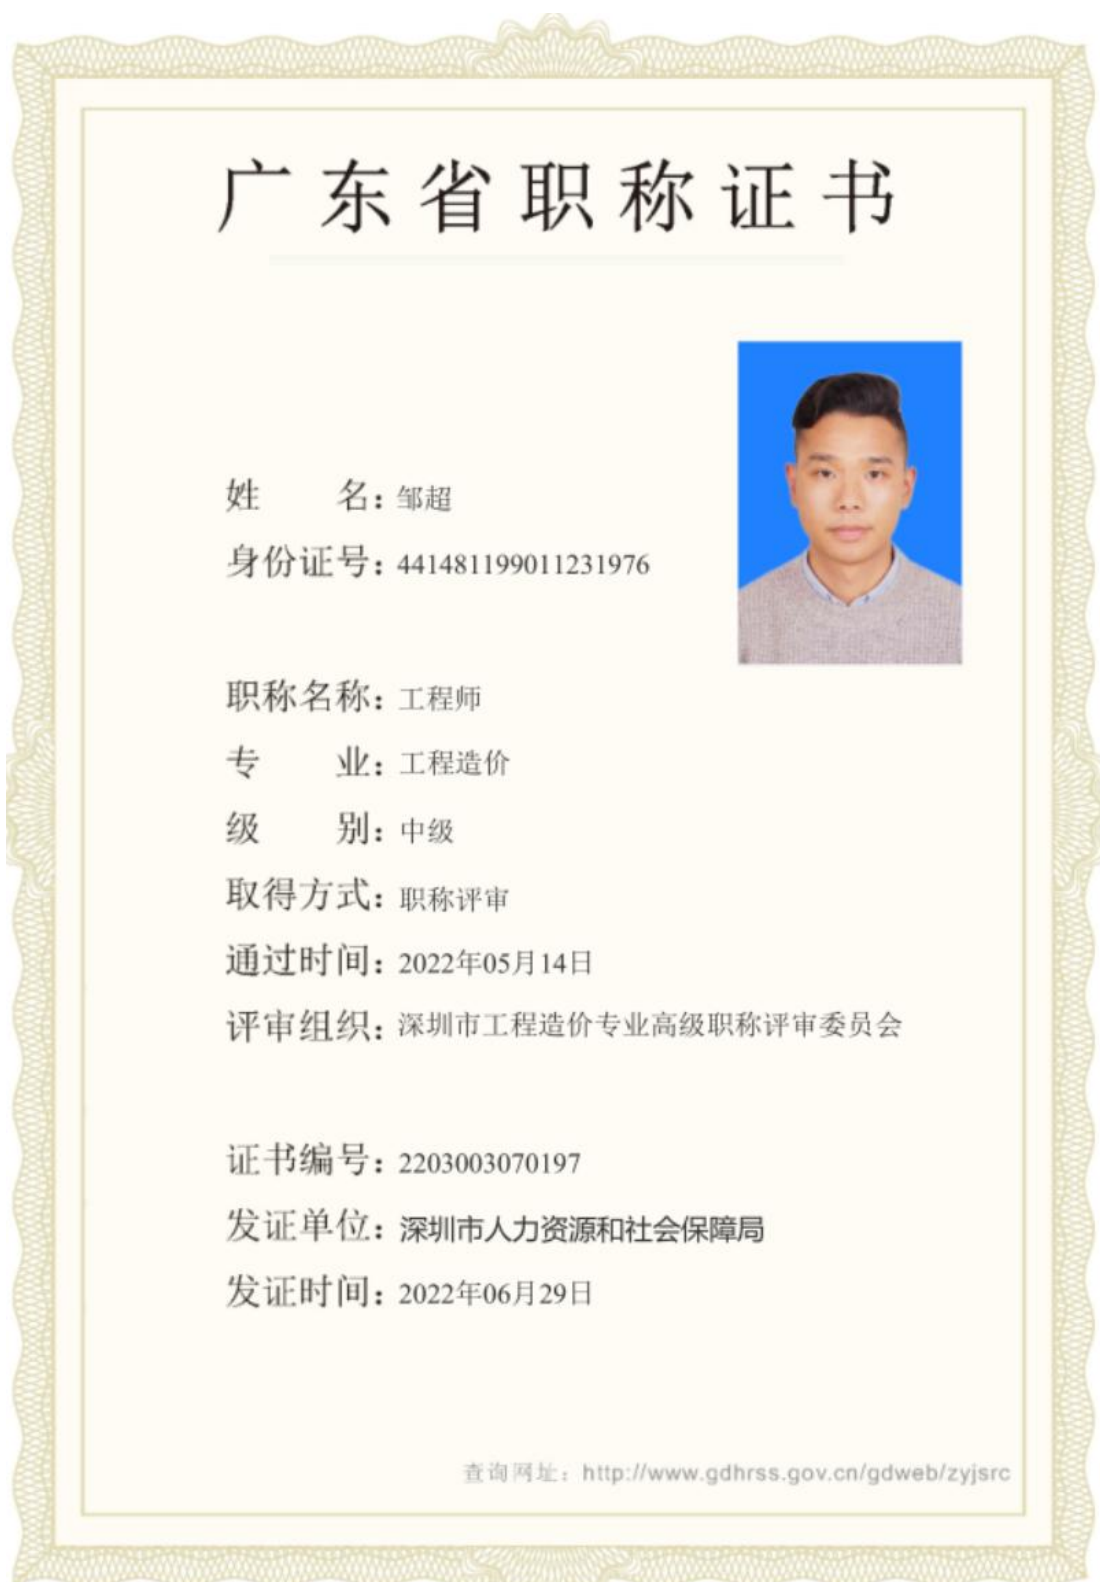 广东省职称证书
姓名：邹超
身份证号：441481199011231976
职称名称：工程师
专业：工程造价
级别：中级
取得方式：职称评审
通过时间：2022年05月14日
评审组织：深圳市工程造价专业高级职称评审委员会
证书编号：2203003070197
发证单位：深圳市人力资源和社会保障局
发证时间：2022年06月29日
查询网址：http://www.gdhrss.gov.cn/gdweb/zyjsrc